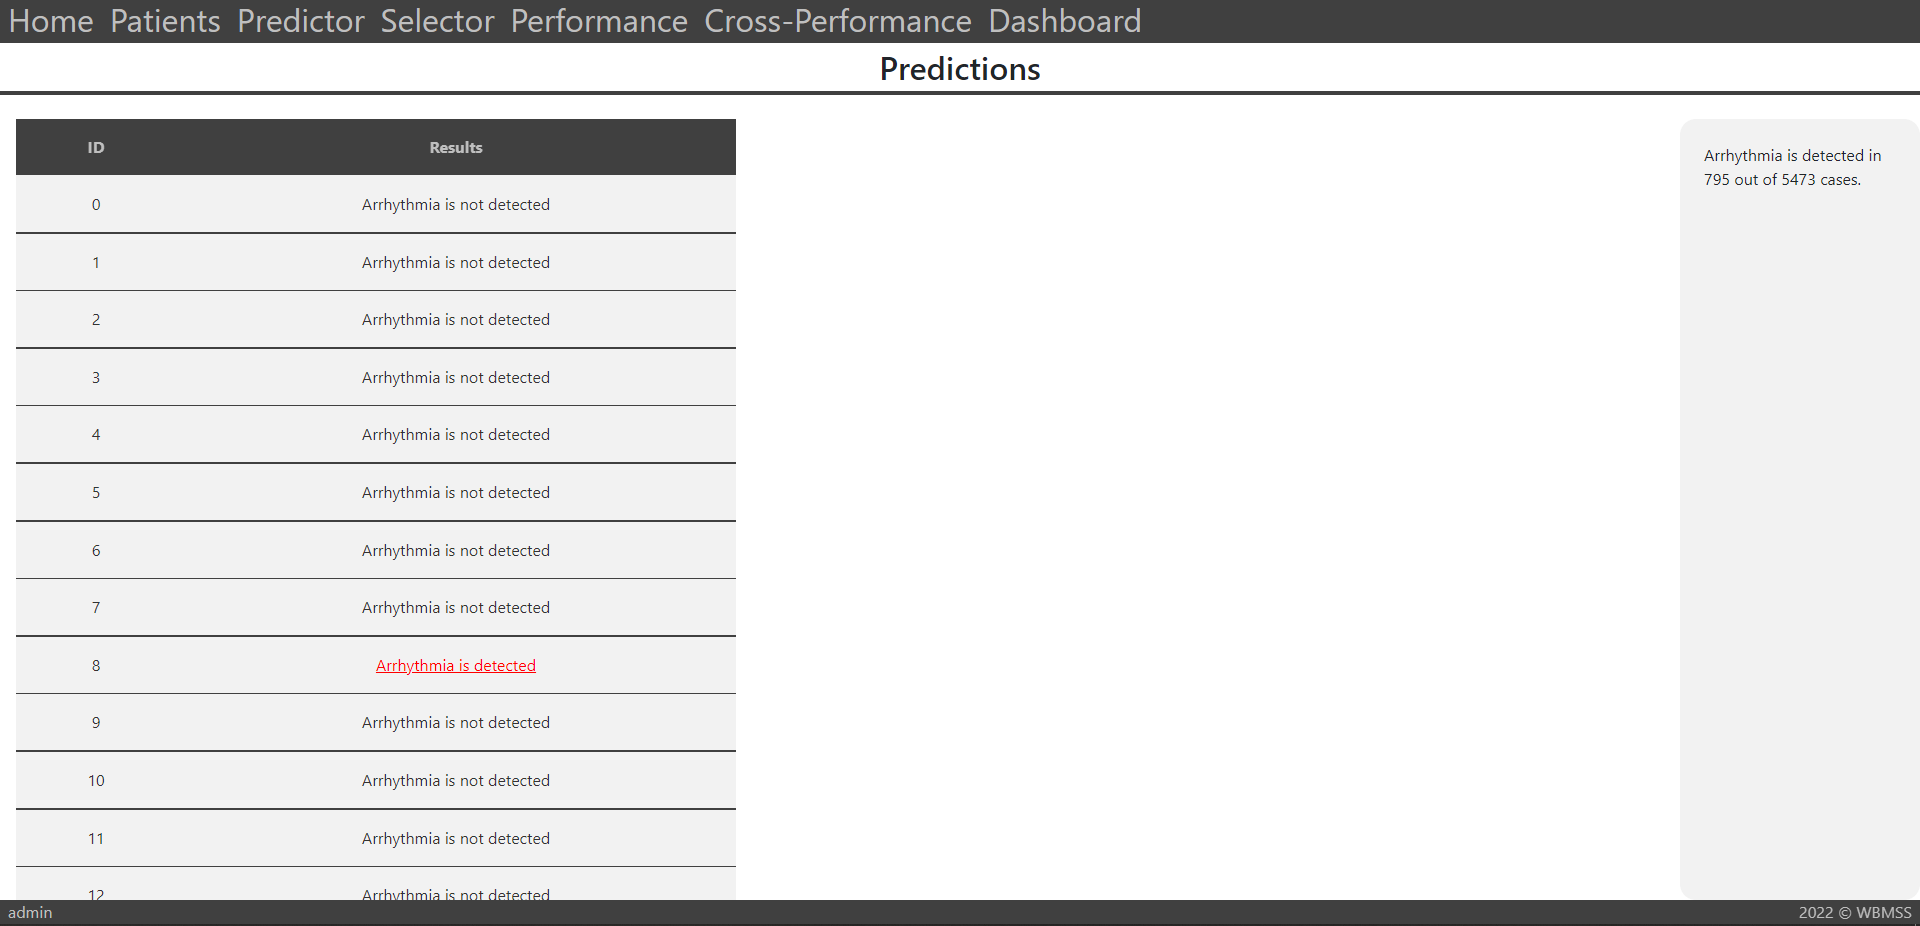 Home Patients Predictor Selector Performance Cross-Performance Dashboard
Predictions
ID Results
0 Arrhythmia is not detected
1 Arrhythmia is not detected
2 Arrhythmia is not detected
3 Arrhythmia is not detected
4 Arrhythmia is not detected
5 Arrhythmia is not detected
6 Arrhythmia is not detected
7 Arrhythmia is not detected
8 Arrhythmia is detected
9 Arrhythmia is not detected
10 Arrhythmia is not detected
11 Arrhythmia is not detected
12 Arrhythmia is not detected
Arrhythmia is detected in
795 out of 5473 cases.
admin
2022 © WBMSS